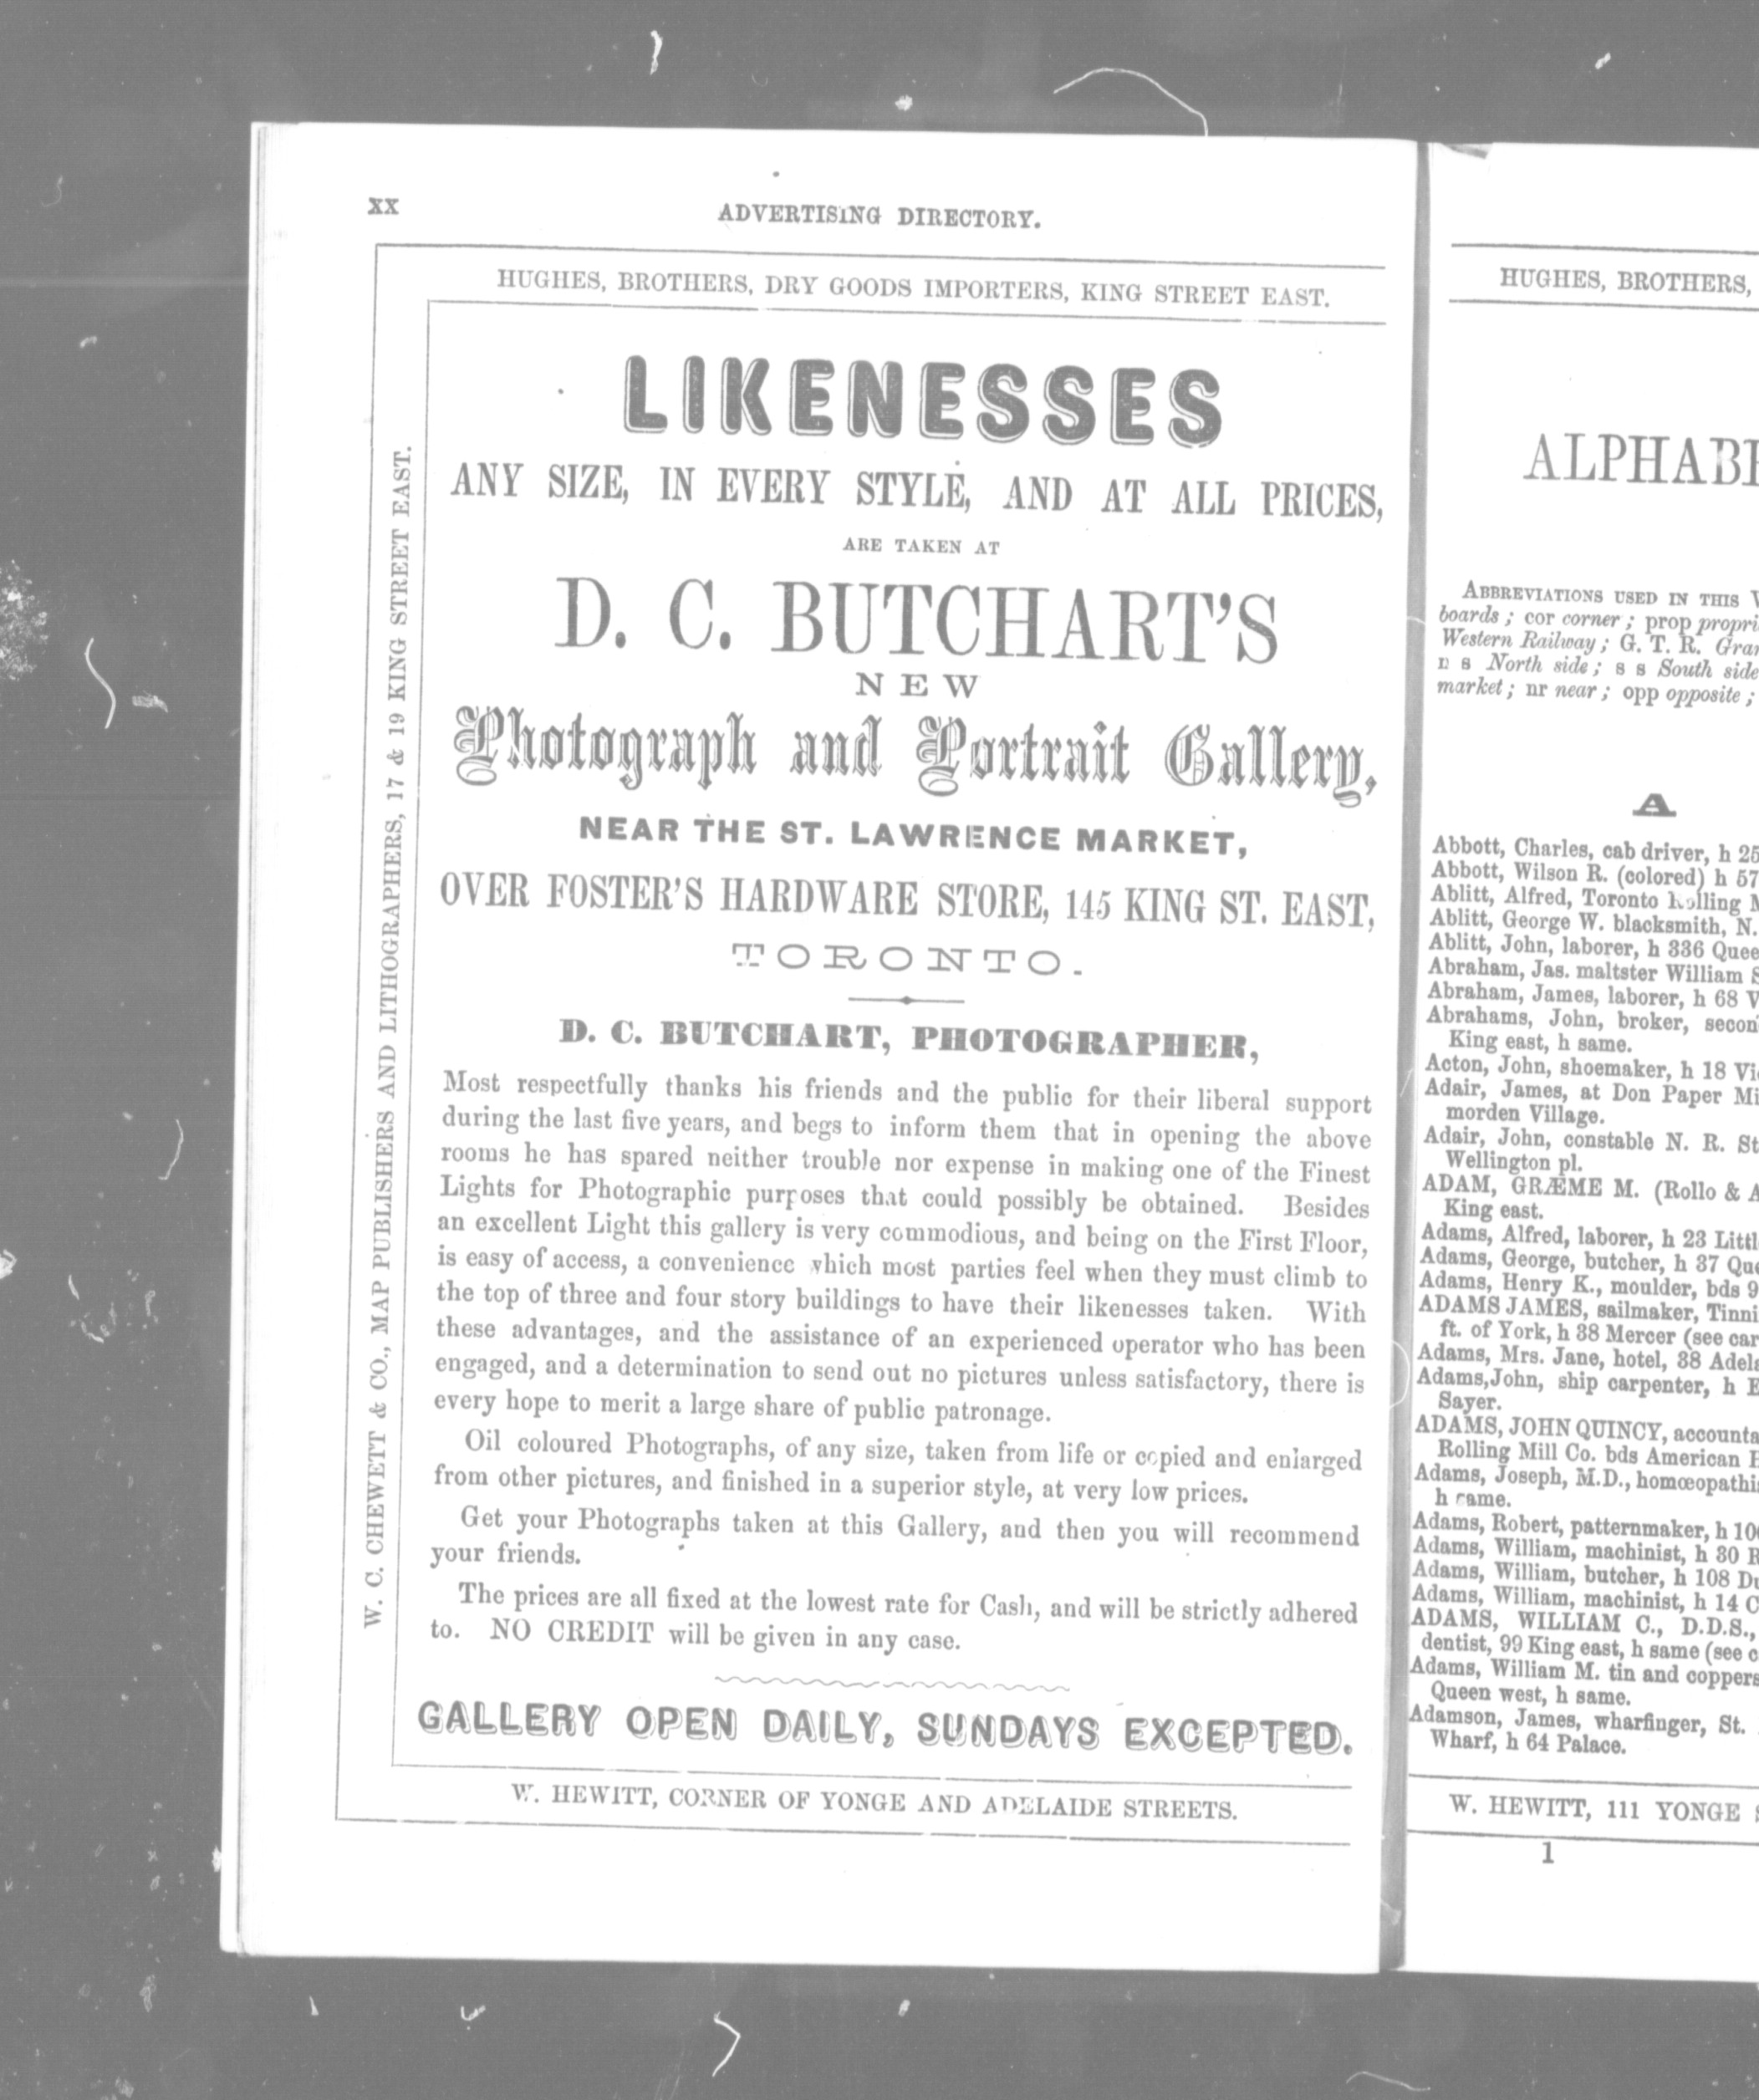 XX
ADVERTISING DIRECTORY.
HUGHES, BROTHERS, DRY GOODS IMPORTERS, KING STREET EAST.
W. C. CHEWETT & CO., MAP PUBLISHERS AND LITHOGRAPHERS, 17 & 19 KING STREET EAST.
LIKENESSES
ANY SIZE, IN EVERY STYLE, AND AT ALL PRICES,
ARE TAKEN AT
D. C. BUTCHART'S
NEW
Photograph and Portrait Gallery,
NEAR THE ST. LAWRENCE MARKET,
OVER FOSTER'S HARDWARE STORE, 145 KING ST. EAST,
TORONTO.
D. C. BUTCHART, PHOTOGRAPHER,
Most respectfully thanks his friends and the public for their liberal support
during the last five years, and begs to inform them that in opening the above
rooms he has spared neither trouble nor expense in making one of the Finest
Lights for Photographic purposes that could possibly be obtained. Besides
an excellent Light this gallery is very commodious, and being on the First Floor,
is easy of access, a convenience which most parties feel when they must climb to
the top of three and four story buildings to have their likenesses taken. With
these advantages, and the assistance of an experienced operator who has been
engaged, and a determination to send out no pictures unless satisfactory, there is
every hope to merit a large share of public patronage.
Oil coloured Photographs, of any size, taken from life or copied and enlarged
from other pictures, and finished in a superior style, at very low prices.
Get your Photographs taken at this Gallery, and then you will recommend
your friends.
The prices are all fixed at the lowest rate for Cash, and will be strictly adhered
to. NO CREDIT will be given in any case.
GALLERY OPEN DAILY, SUNDAYS EXCEPTED.
W. HEWITT, CORNER OF YONGE AND ADELAIDE STREETS.
HUGHES, BROTHERS,
ALPHAB
ABBREVIATIONS USED IN THIS
boards; cor corner; prop propri
Western Railway; G. T. R. Gra
n s North side; s s South side
market; nr near; opp opposite;
A
Abbott, Charles, cab driver, h 25
Abbott, Wilson R. (colored) h 57
Ablitt, Alfred, Toronto Rolling M
Ablitt, George W. blacksmith, N.
Ablitt, John, laborer, h 336 Quee
Abraham, Jas. maltster William S
Abraham, James, laborer, h 68 V
Abrahams, John, broker, secon
King east, h same.
Acton, John, shoemaker, h 18 Vi
Adair, James, at Don Paper Mi
morden Village.
Adair, John, constable N. R. St
Wellington pl.
ADAM, GRÆME M. (Rollo & A
King east.
Adams, Alfred, laborer, h 23 Littl
Adams, George, butcher, h 37 Que
Adams, Henry K., moulder, bds 9
ADAMS JAMES, sailmaker, Tinni
ft. of York, h 38 Mercer (see car
Adams, Mrs. Jane, hotel, 38 Adela
Adams, John, ship carpenter, h E
Sayer.
ADAMS, JOHN QUINCY, accounta
Rolling Mill Co. bds American H
Adams, Joseph, M.D., homœopathi
h same.
Adams, Robert, patternmaker, h 10
Adams, William, machinist, h 30 R
Adams, William, butcher, h 108 Du
Adams, William, machinist, h 14 C
ADAMS, WILLIAM C., D.D.S.,
dentist, 99 King east, h same (see c
Adams, William M. tin and coppers
Queen west, h same.
Adamson, James, wharfinger, St.
Wharf, h 64 Palace.
W. HEWITT, 111 YONGE S
1